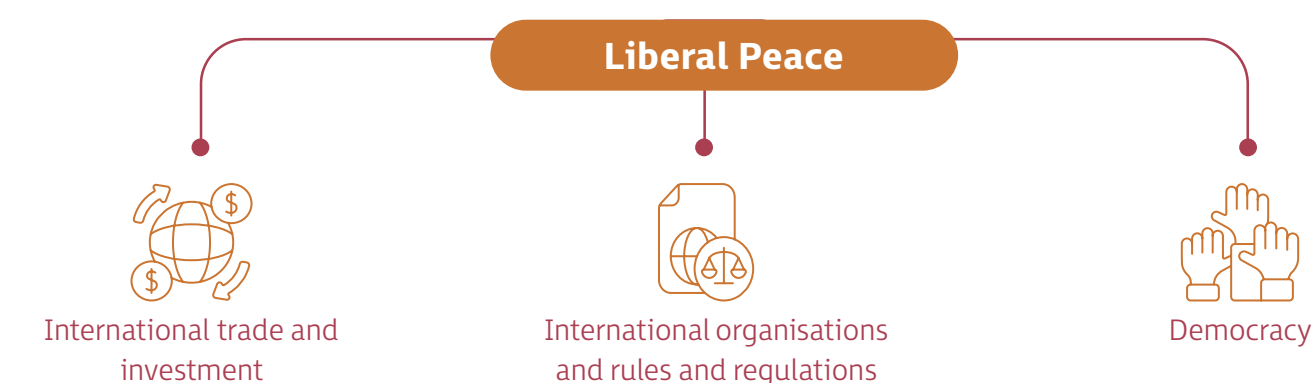 Liberal Peace
$
$
International trade and
investment
International organisations
and rules and regulations
Democracy